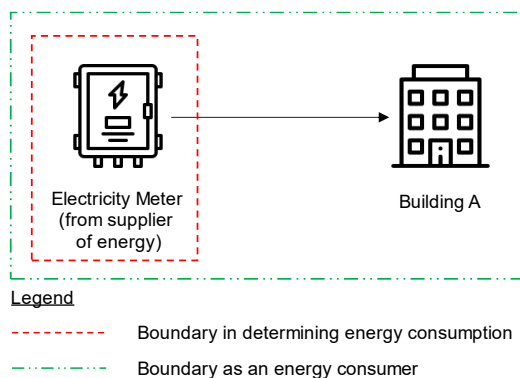 Electricity Meter
(from supplier
of energy)
Building A
Legend
Boundary in determining energy consumption
Boundary as an energy consumer